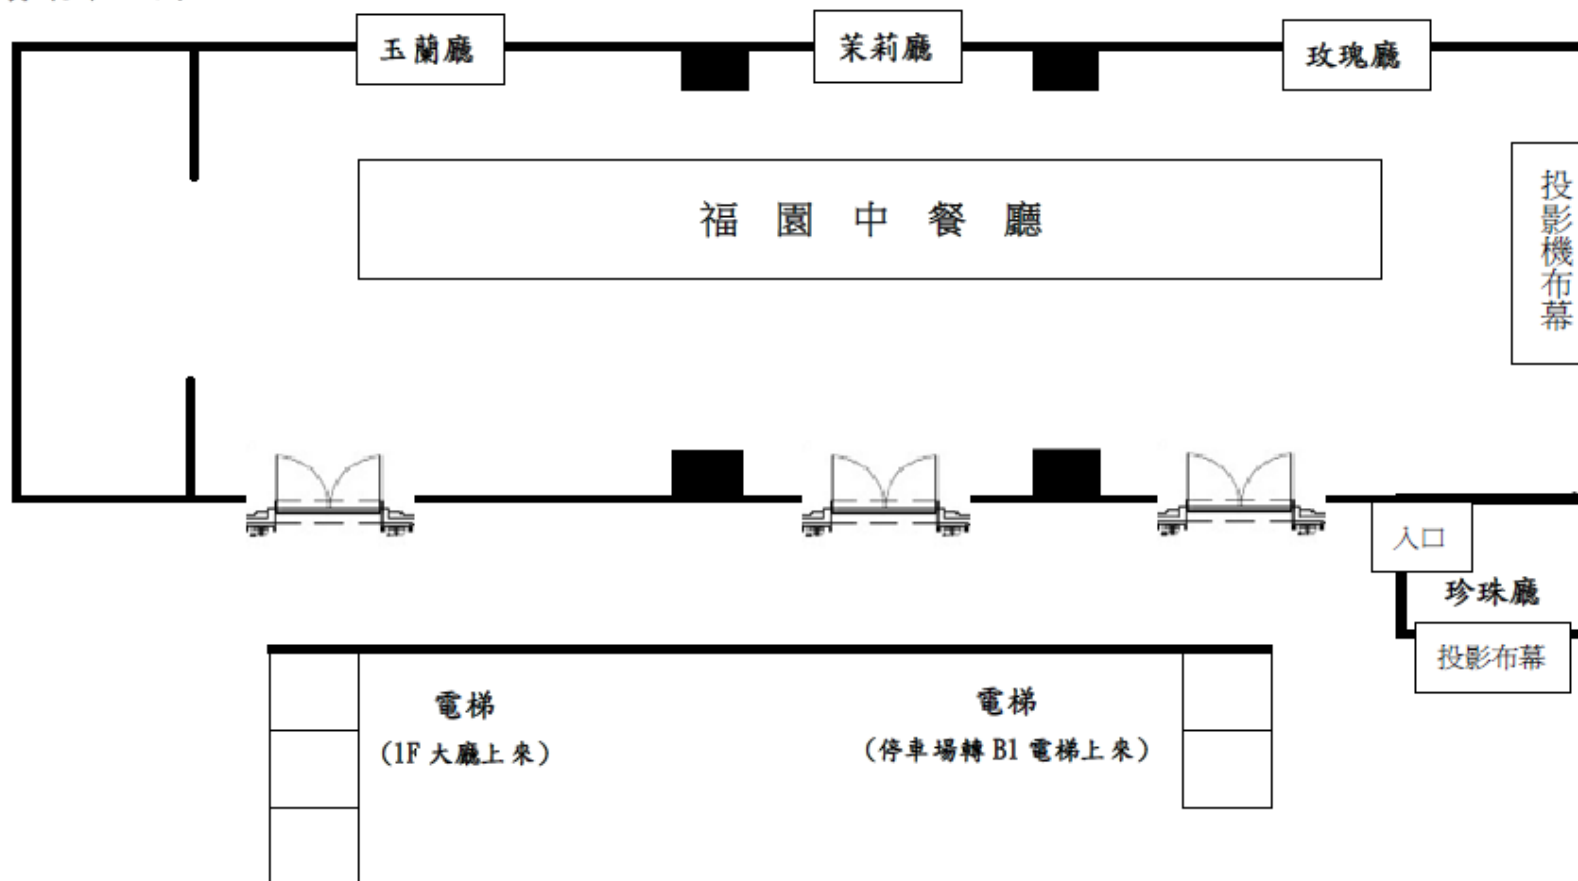 玉蘭廳
茉莉廳
玫瑰廳
福園中餐廳
投影機布幕
入口
珍珠廳
投影布幕
電梯
(1F 大廳上來)
電梯
(停車場轉 B1 電梯上來)